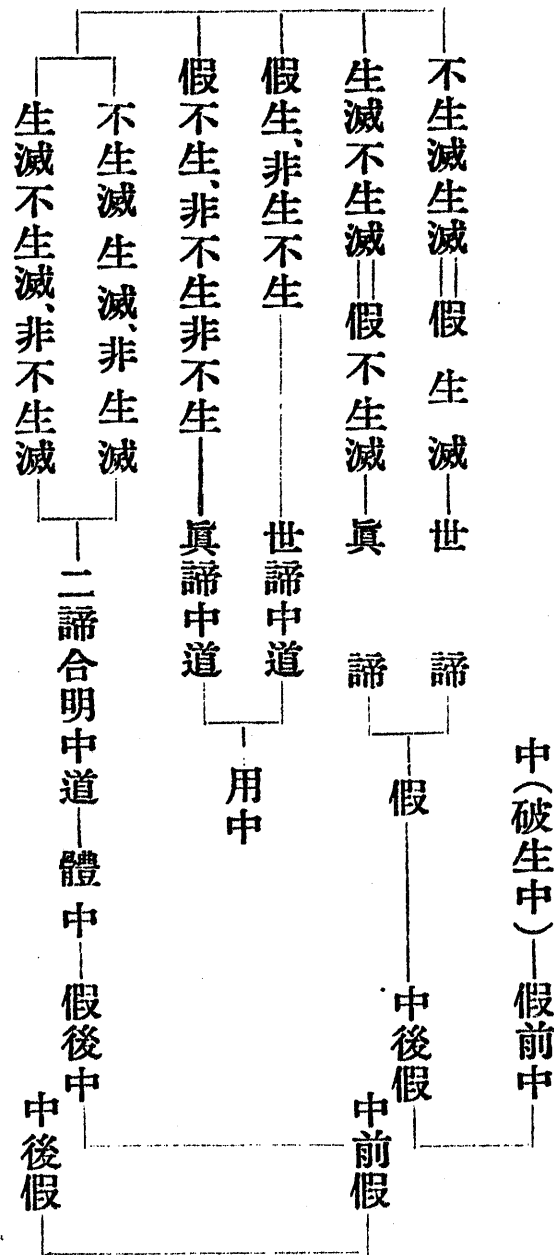 中(破生中)—假前中
不生滅生滅=假生滅—世諦
生滅不生滅=假不生滅—眞諦
假
中後假
中前假
假生、非生不生 世諦中道
假不生、非不生非不生—眞諦中道
用中
不生滅生滅、非生滅
生滅不生滅、非不生滅
二諦合明中道—體中—假後中
中後假